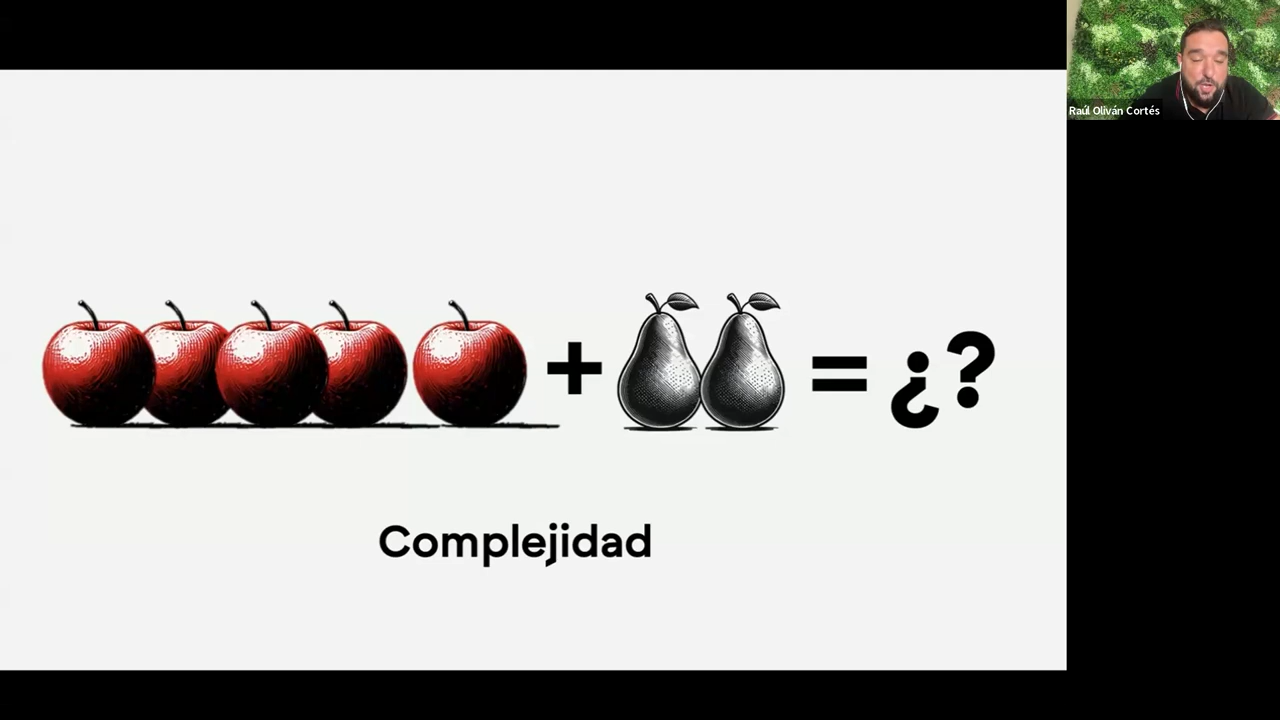 Raúl Oliván Cortés
+ = ¿?
Complejidad